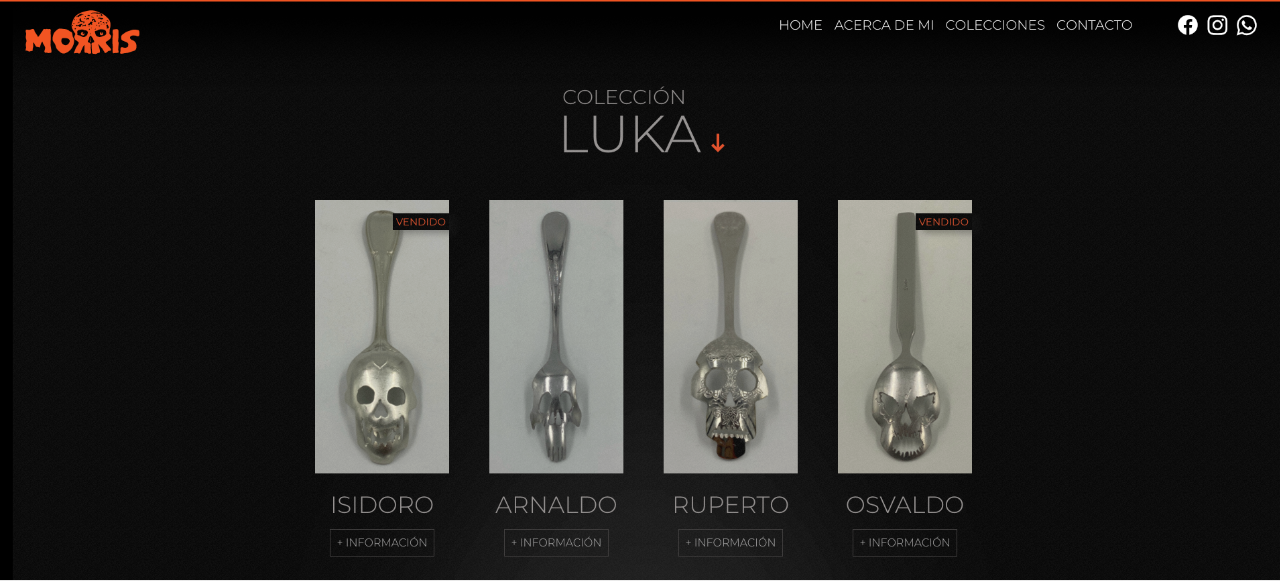 MORRIS
HOME ACERCA DE MI COLECCIONES CONTACTO
COLECCIÓN
LUKA
VENDIDO VENDIDO
ISIDORO ARNALDO RUPERTO OSVALDO
+ INFORMACIÓN + INFORMACIÓN + INFORMACIÓN + INFORMACIÓN